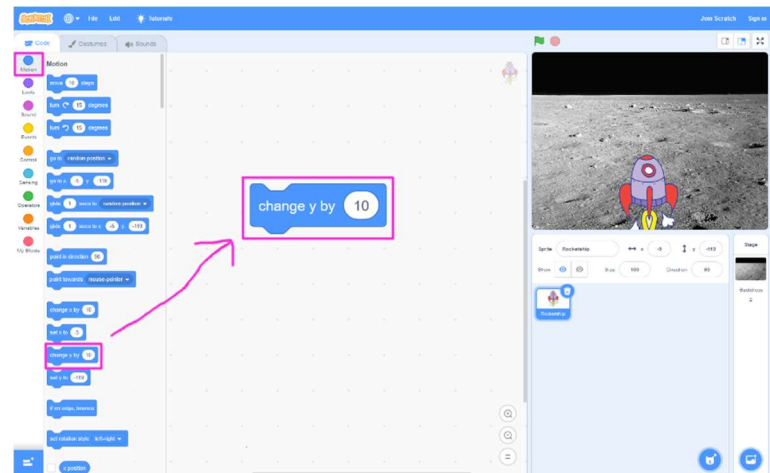 SCRATCH File Edit Tutorials Join Scratch Sign in
Code Costumes Sounds
Motion
Looks
Sound
Events
Control
Sensing
Operators
Variables
My Blocks
Motion
move 10 steps
turn 15 degrees
turn 15 degrees
go to random position
go to x: -5 y: -113
glide 1 secs to random position
glide 1 secs to x: -5 y: -113
point in direction 90
point towards mouse-pointer
change x by 10
set x to
change y by 10
set y to -113
if on edge, bounce
set rotation style left-right
x position
change y by 10
Sprite Rocketship x y -113
Show Size 100 Direction 90
Rocketship
Stage
Backdrops
2